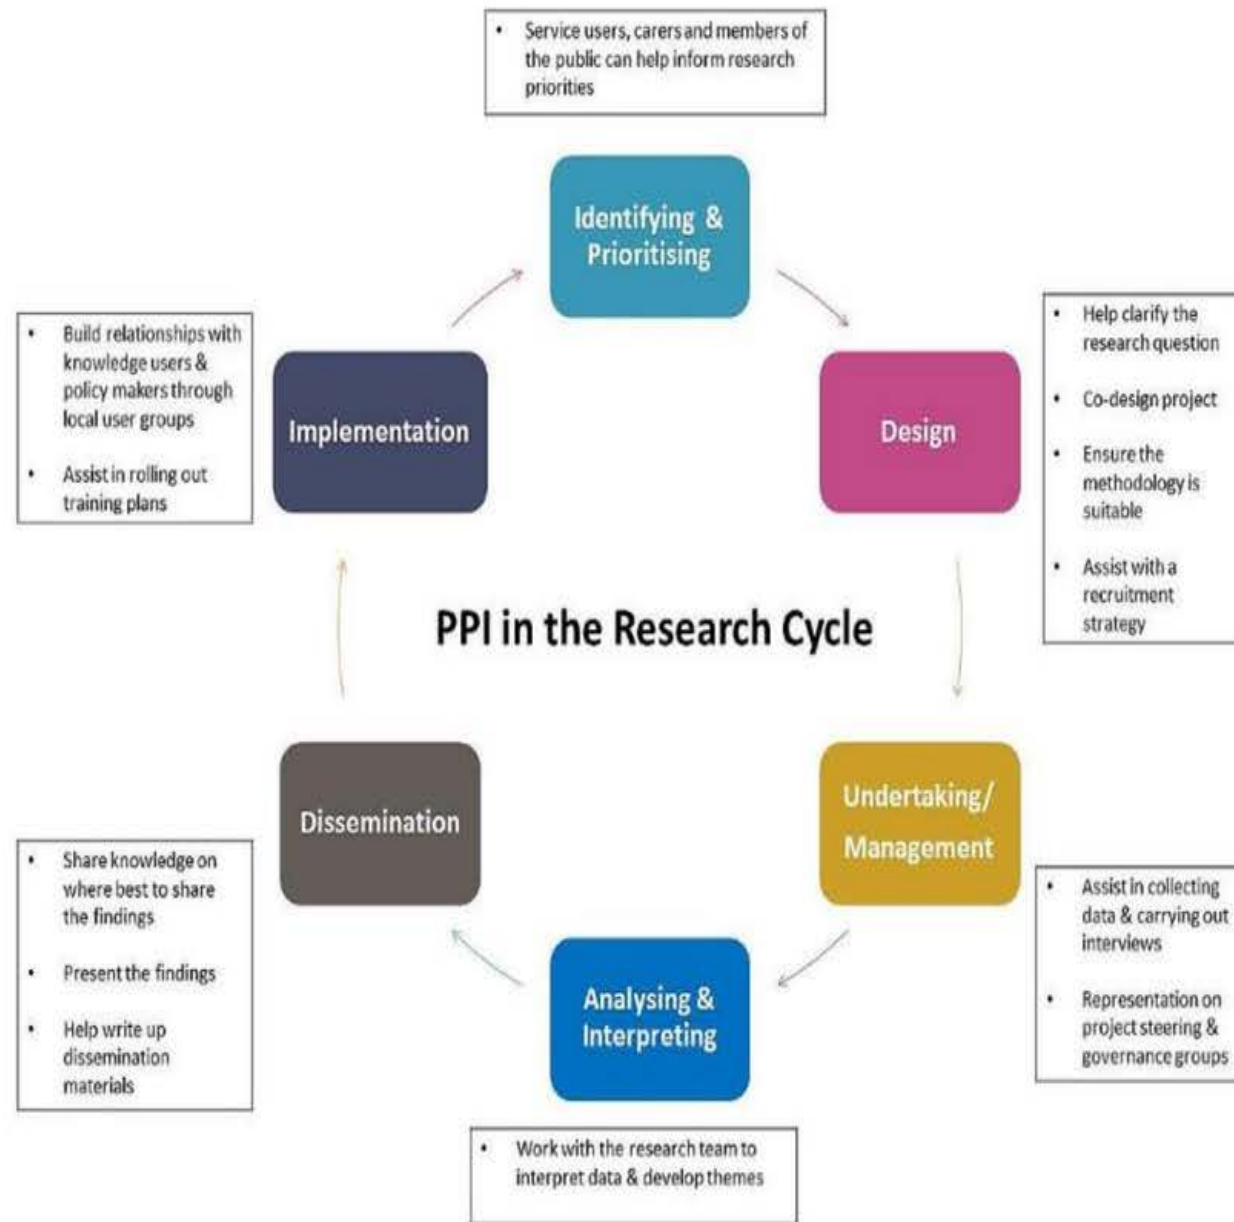 • Service users, carers and members of
the public can help inform research
priorities
Identifying &
Prioritising
• Build relationships with
knowledge users &
policy makers through
local user groups
• Assist in rolling out
training plans
Implementation
Design
• Help clarify the
research question
• Co-design project
• Ensure the
methodology is
suitable
• Assist with a
recruitment
strategy
PPI in the Research Cycle
Dissemination
Undertaking/
Management
• Share knowledge on
where best to share
the findings
• Present the findings
• Help write up
dissemination
materials
Analysing &
Interpreting
• Assist in collecting
data & carrying out
interviews
• Representation on
project steering &
governance groups
• Work with the research team to
interpret data & develop themes